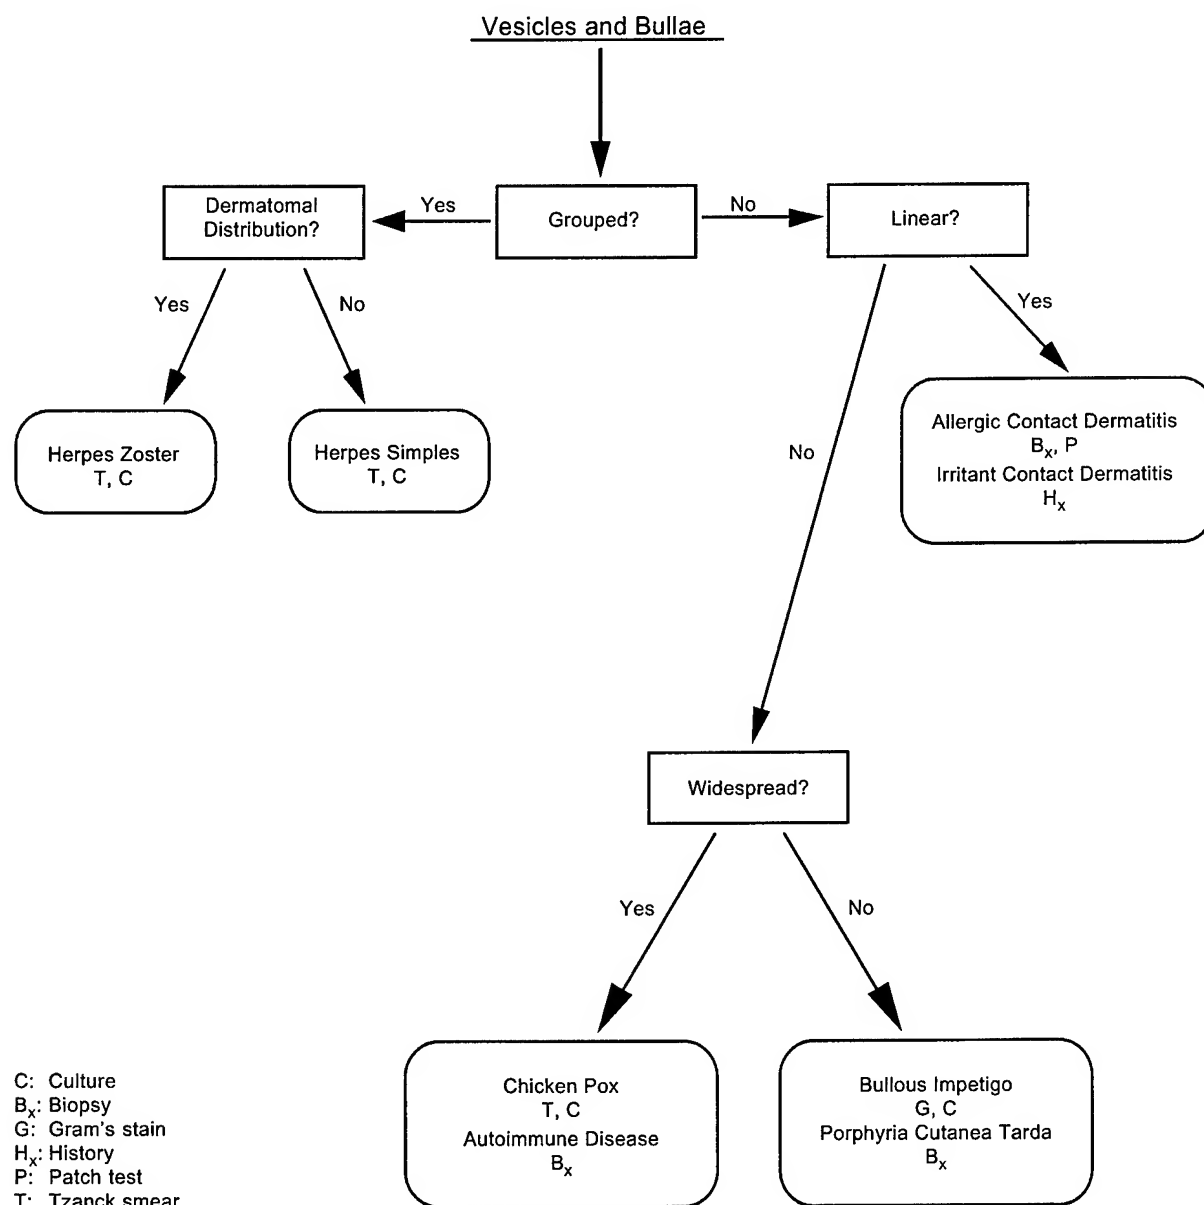 Vesicles and Bullae
Dermatomal
Distribution?
Yes
Grouped?
No
Linear?
Yes
No
Yes
Herpes Zoster
T, C
Herpes Simples
T, C
No
Allergic Contact Dermatitis
Bx, P
Irritant Contact Dermatitis
Hx
Widespread?
Yes
No
Chicken Pox
T, C
Autoimmune Disease
Bx
Bullous Impetigo
G, C
Porphyria Cutanea Tarda
Bx
C: Culture
Bx: Biopsy
G: Gram's stain
Hx: History
P: Patch test
T: Tzanck smear